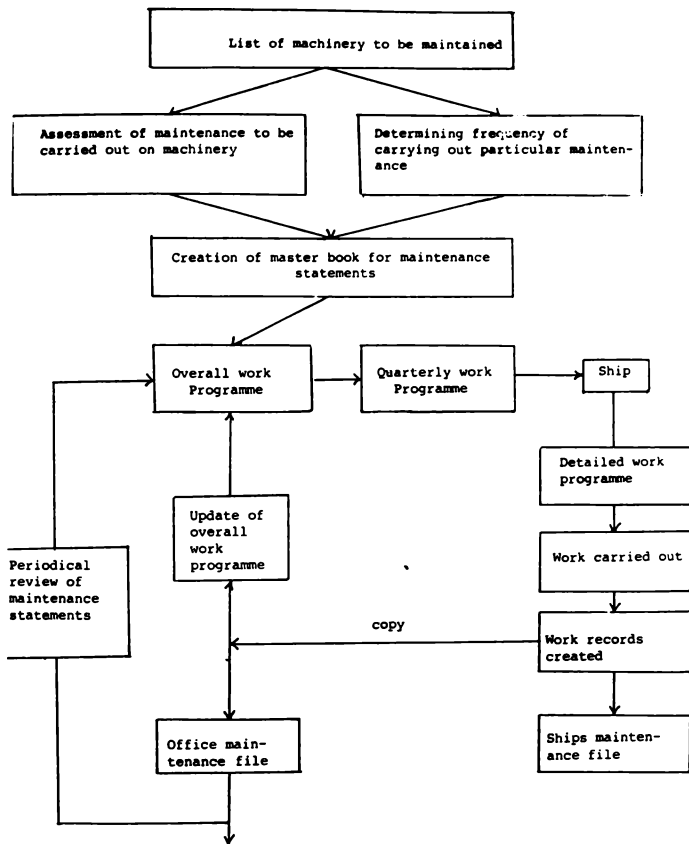 List of machinery to be maintained
Assessment of maintenance to be
carried out on machinery
Determining frequency of
carrying out particular mainten-
ance
Creation of master book for maintenance
statements
Overall work
Programme
Quarterly work
Programme
Ship
Detailed work
programme
Update of
overall
work
programme
Periodical
review of
maintenance
statements
Work carried out
copy
Work records
created
Office main-
tenance file
Ships mainten-
ance file